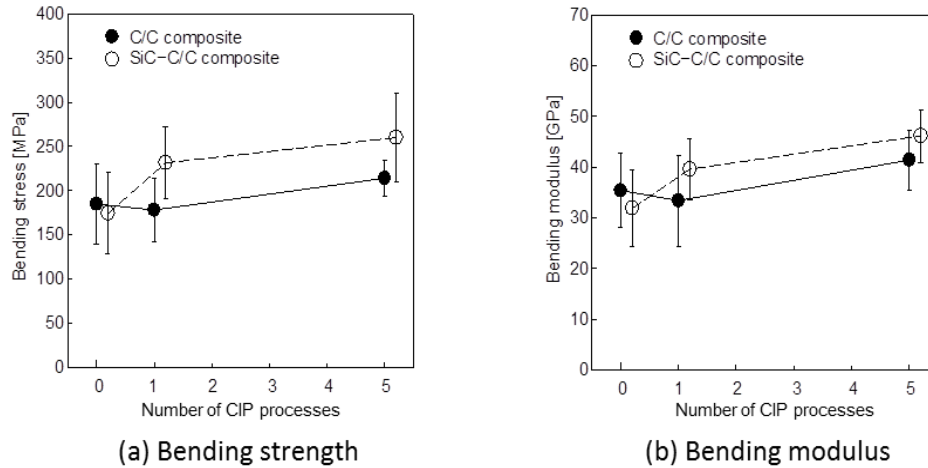 400
350
300
250
200
150
100
50
0
Bending stress [MPa]
C/C composite
SiC-C/C composite
0 1 2 3 4 5
Number of CIP processes
(a) Bending strength
70
60
50
40
30
20
10
0
Bending modulus [GPa]
C/C composite
SiC-C/C composite
0 1 2 3 4 5
Number of CIP processes
(b) Bending modulus